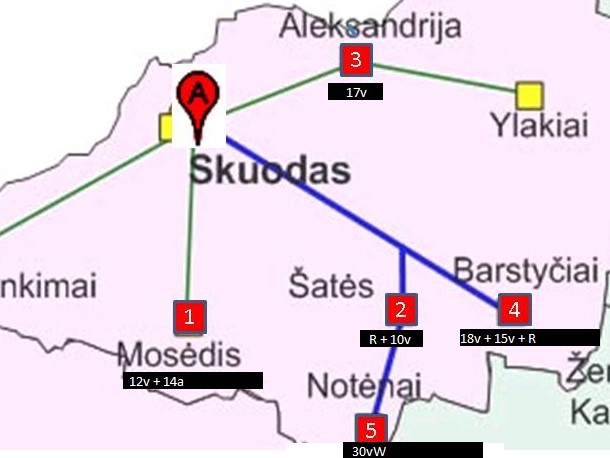 Aleksandrija
3
17v
A
Ylakiai
Skuodas
nkimai
Šatės
Barstyčiai
1
2
4
R + 10v
18v + 15v + R
Mosėdis
12v + 14a
Notėnai
Žer
Ka
5
30vW